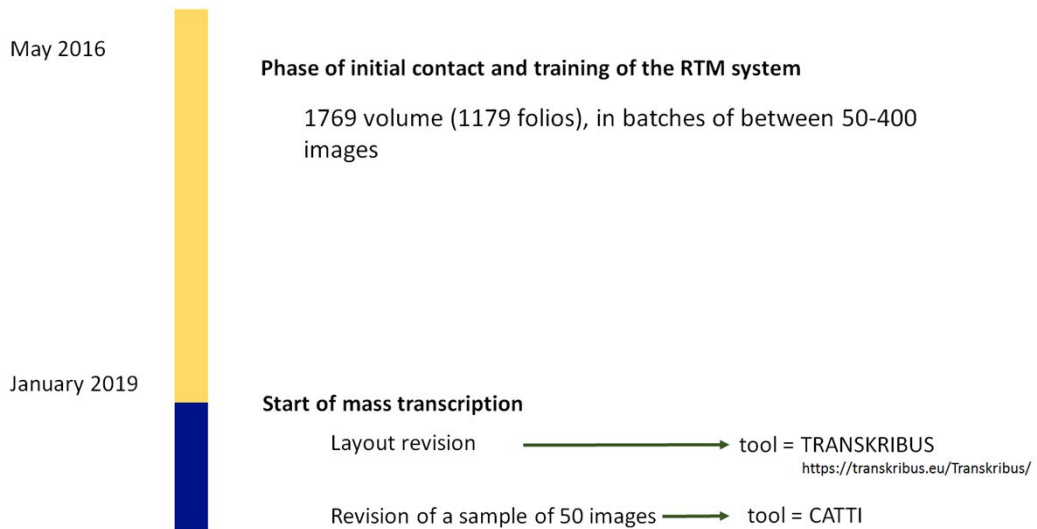 May 2016
Phase of initial contact and training of the RTM system
1769 volume (1179 folios), in batches of between 50-400
images
January 2019
Start of mass transcription
Layout revision tool = TRANSKRIBUS
https://transkribus.eu/Transkribus/
Revision of a sample of 50 images tool = CATTI